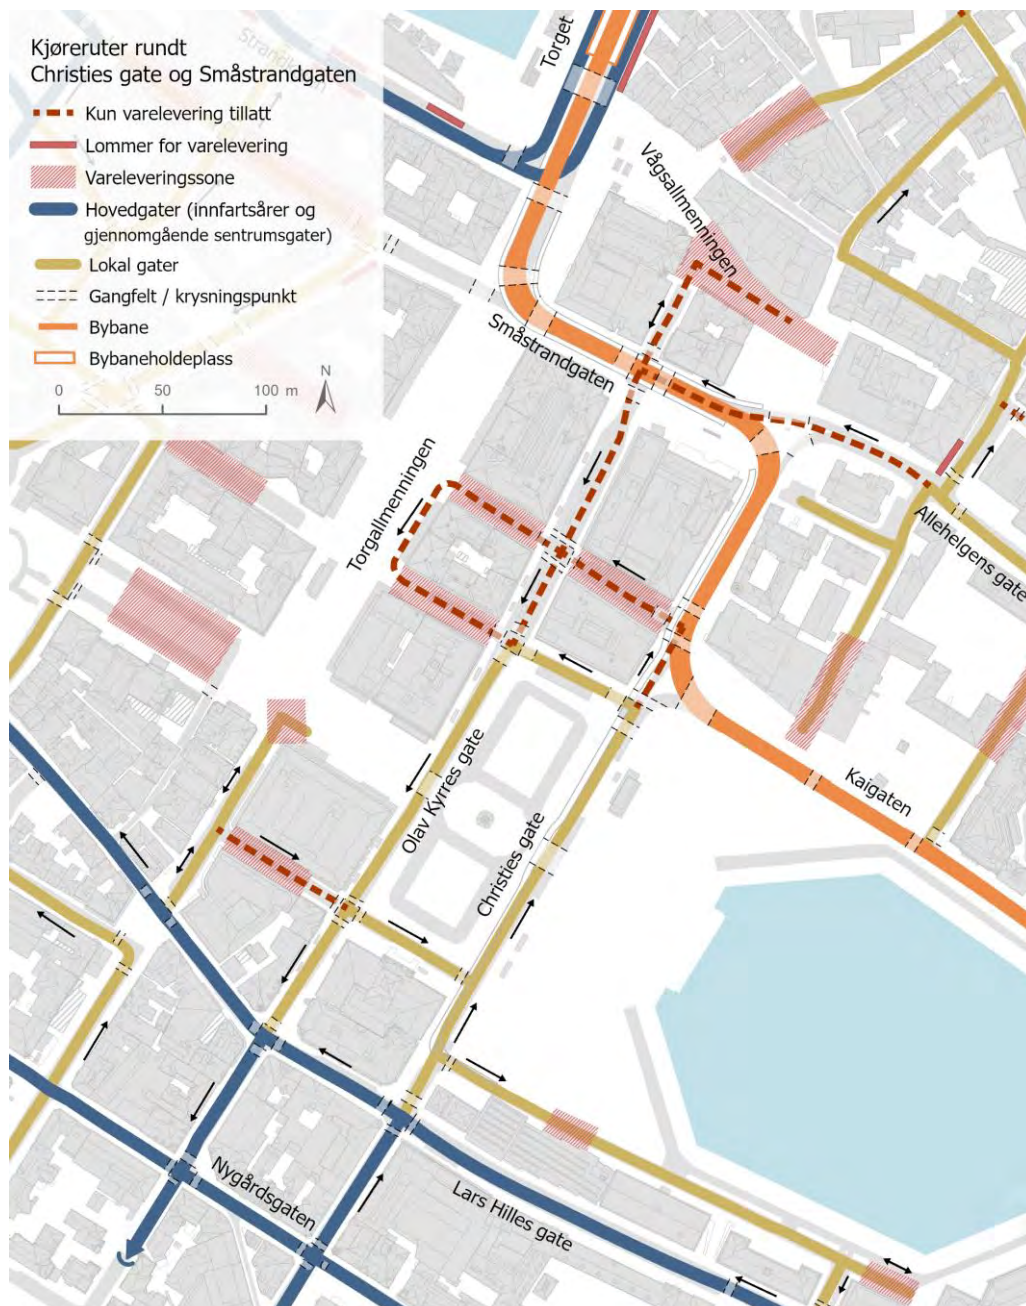 Kjøreruter rundt
Christies gate og Småstrandgaten
Kun varelevering tillatt
Lommer for varelevering
Vareleveringssone
Hovedgater (innfartsårer og
gjennomgående sentrumsgater)
Lokal gater
Gangfelt / krysningspunkt
Bybane
Bybaneholdeplass
0 50 100 m
N
Torget
Vågsallmenningen
Småstrandgaten
Torgallmenningen
Allehelgens gate
Olav Kyrres gate
Christies gate
Kaigaten
Nygårdsgaten
Lars Hilles gate